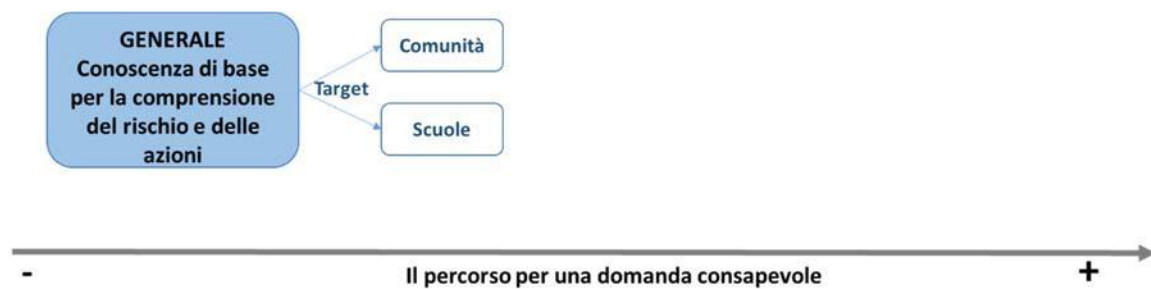 GENERALE
Conoscenza di base
per la comprensione
del rischio e delle
azioni
Target
Comunità
Scuole
-
Il percorso per una domanda consapevole
+